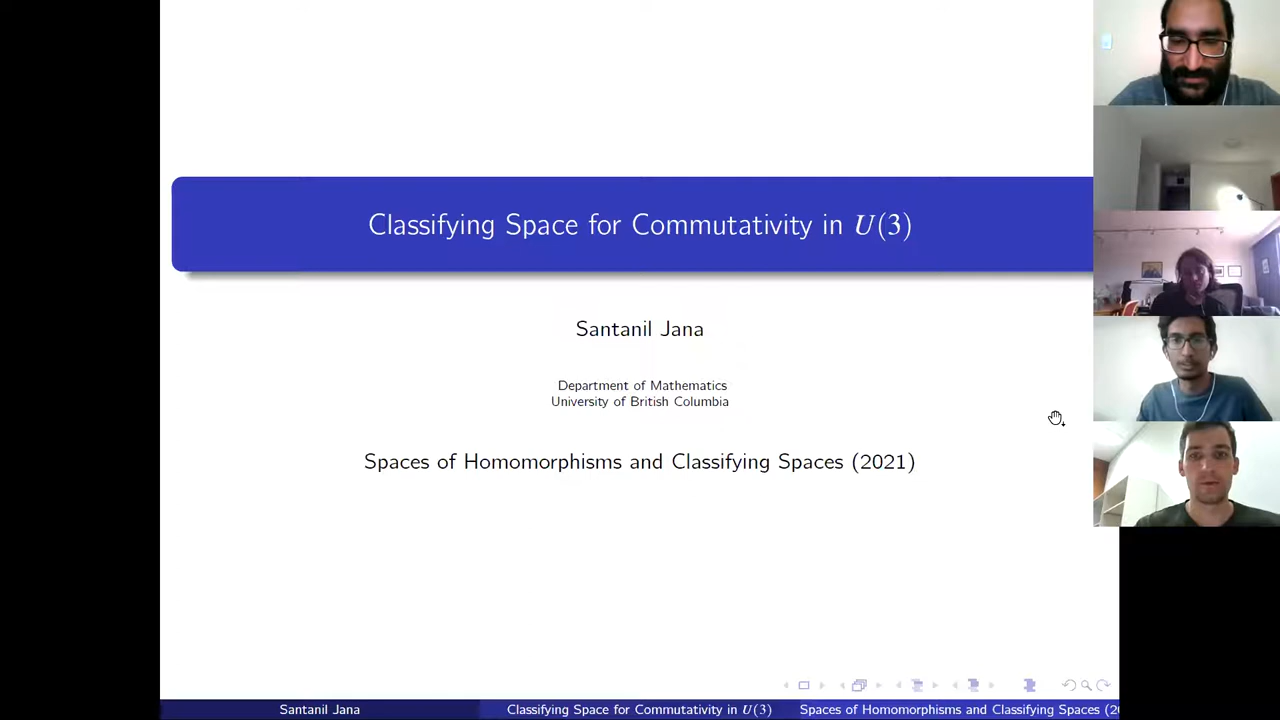 Classifying Space for Commutativity in U(3)
Santanil Jana
Department of Mathematics
University of British Columbia
Spaces of Homomorphisms and Classifying Spaces (2021)
Santanil Jana
Classifying Space for Commutativity in U(3)
Spaces of Homomorphisms and Classifying Spaces (20